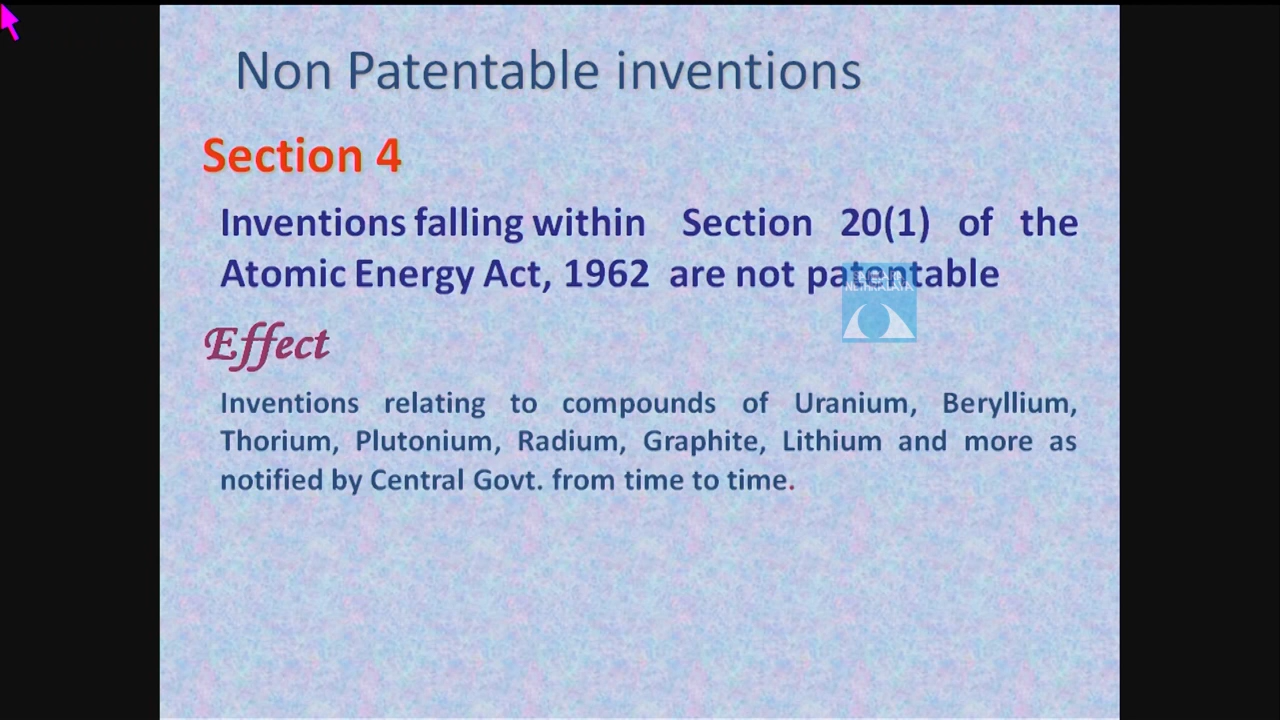 Non Patentable inventions
Section 4
Inventions falling within Section 20(1) of the
Atomic Energy Act, 1962 are not patentable
SANKARA
NETHRALAYA
Effect
Inventions relating to compounds of Uranium, Beryllium,
Thorium, Plutonium, Radium, Graphite, Lithium and more as
notified by Central Govt. from time to time.